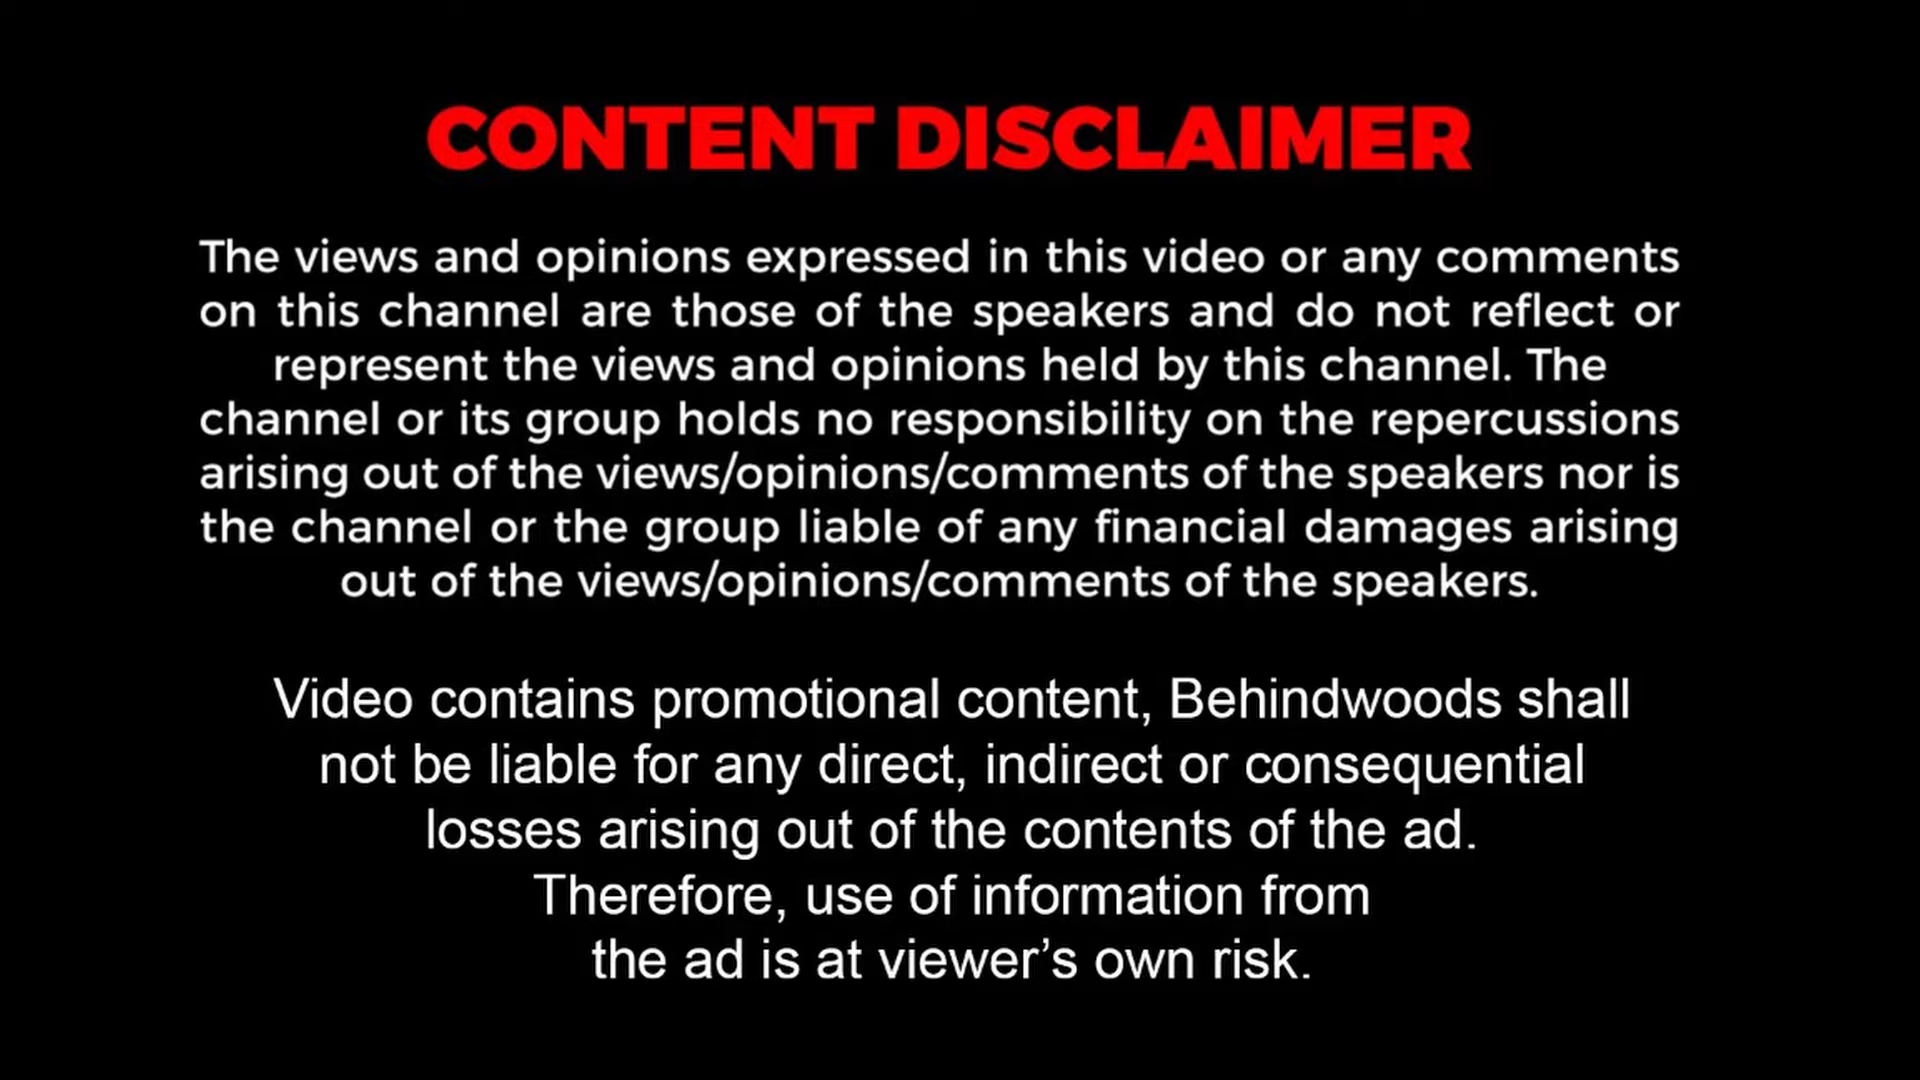 CONTENT DISCLAIMER
The views and opinions expressed in this video or any comments
on this channel are those of the speakers and do not reflect or
represent the views and opinions held by this channel. The
channel or its group holds no responsibility on the repercussions
arising out of the views/opinions/comments of the speakers nor is
the channel or the group liable of any financial damages arising
out of the views/opinions/comments of the speakers.
Video contains promotional content, Behindwoods shall
not be liable for any direct, indirect or consequential
losses arising out of the contents of the ad.
Therefore, use of information from
the ad is at viewer’s own risk.